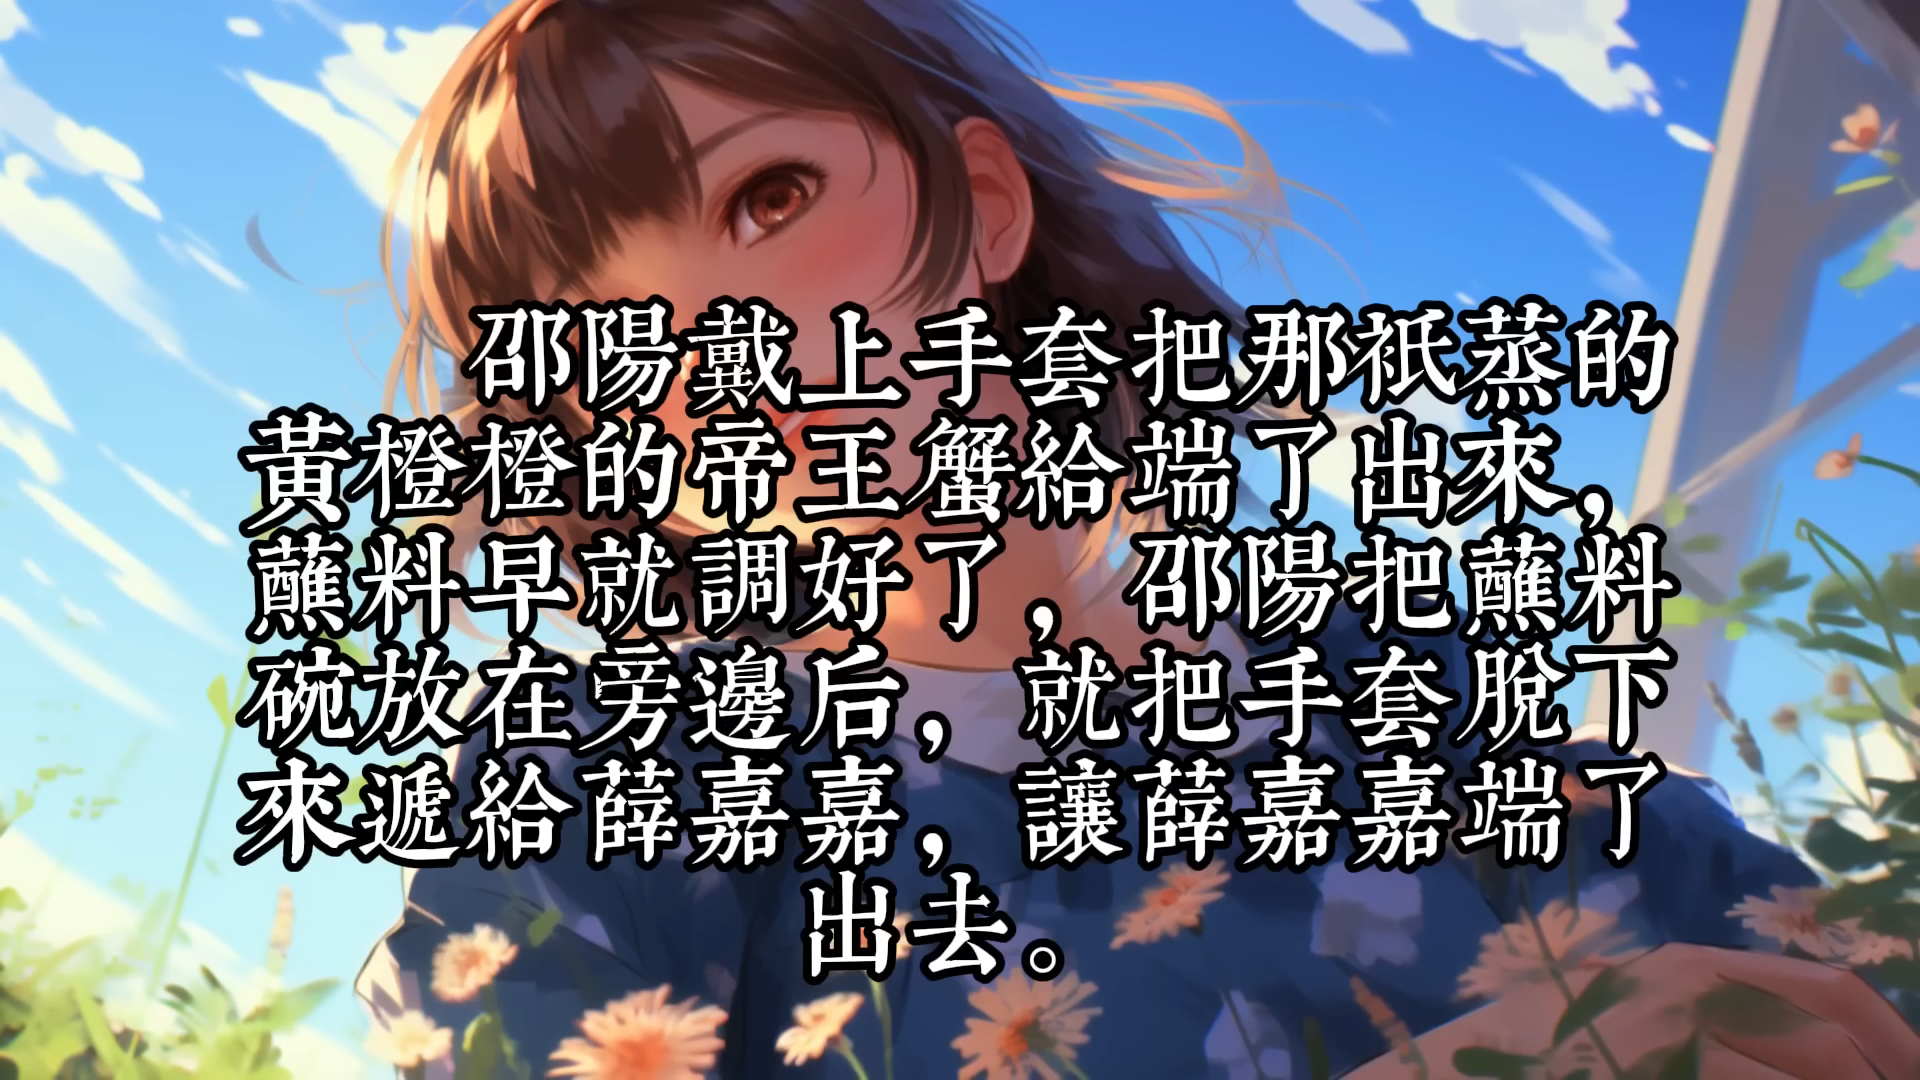 邵陽戴上手套把那衹蒸的
黃橙橙的帝王蟹給端了出來，
蘸料早就調好了，邵陽把蘸料
碗放在旁邊后，就把手套脫下
來遞給薛嘉嘉，讓薛嘉嘉端了
出去。